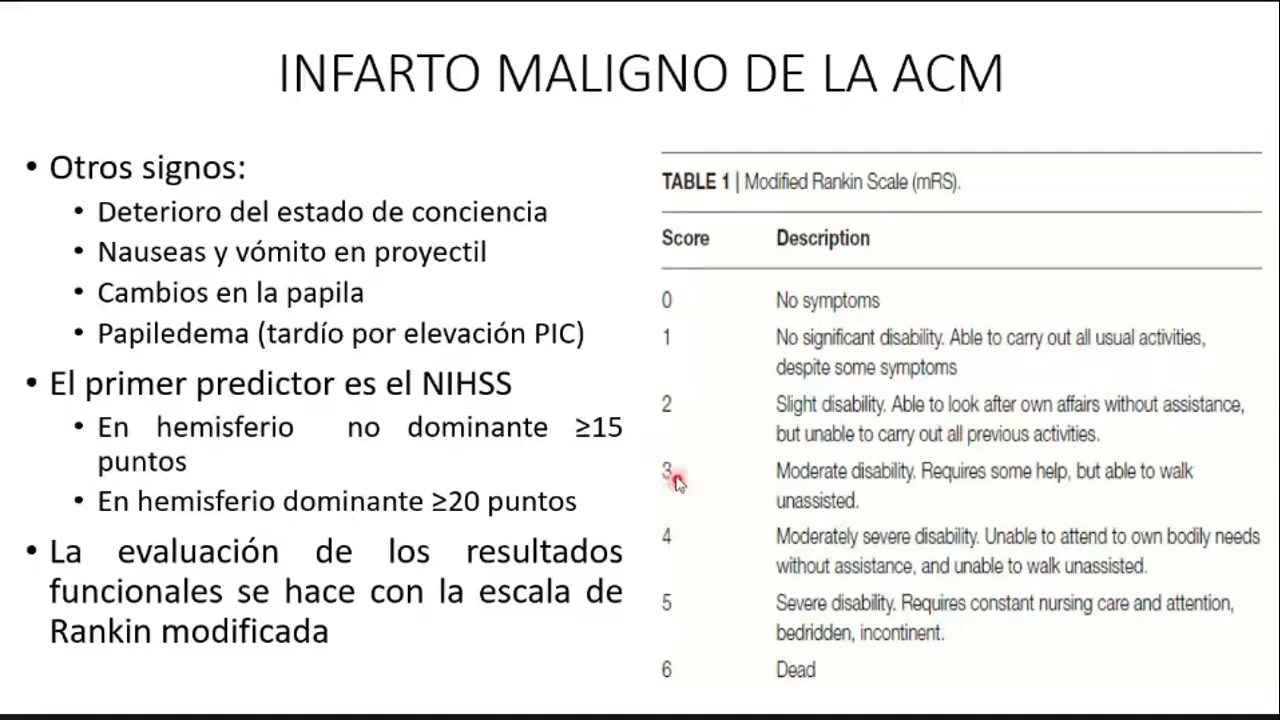 INFARTO MALIGNO DE LA ACM
• Otros signos:
• Deterioro del estado de conciencia
• Nauseas y vómito en proyectil
• Cambios en la papila
• Papiledema (tardío por elevación PIC)
• El primer predictor es el NIHSS
• En hemisferio no dominante ≥15
puntos
• En hemisferio dominante ≥20 puntos
• La evaluación de los resultados
funcionales se hace con la escala de
Rankin modificada
TABLE 1 | Modified Rankin Scale (mRS).
Score Description
0 No symptoms
1 No significant disability. Able to carry out all usual activities,
despite some symptoms
2 Slight disability. Able to look after own affairs without assistance,
but unable to carry out all previous activities.
3 Moderate disability. Requires some help, but able to walk
unassisted.
4 Moderately severe disability. Unable to attend to own bodily needs
without assistance, and unable to walk unassisted.
5 Severe disability. Requires constant nursing care and attention,
bedridden, incontinent.
6 Dead